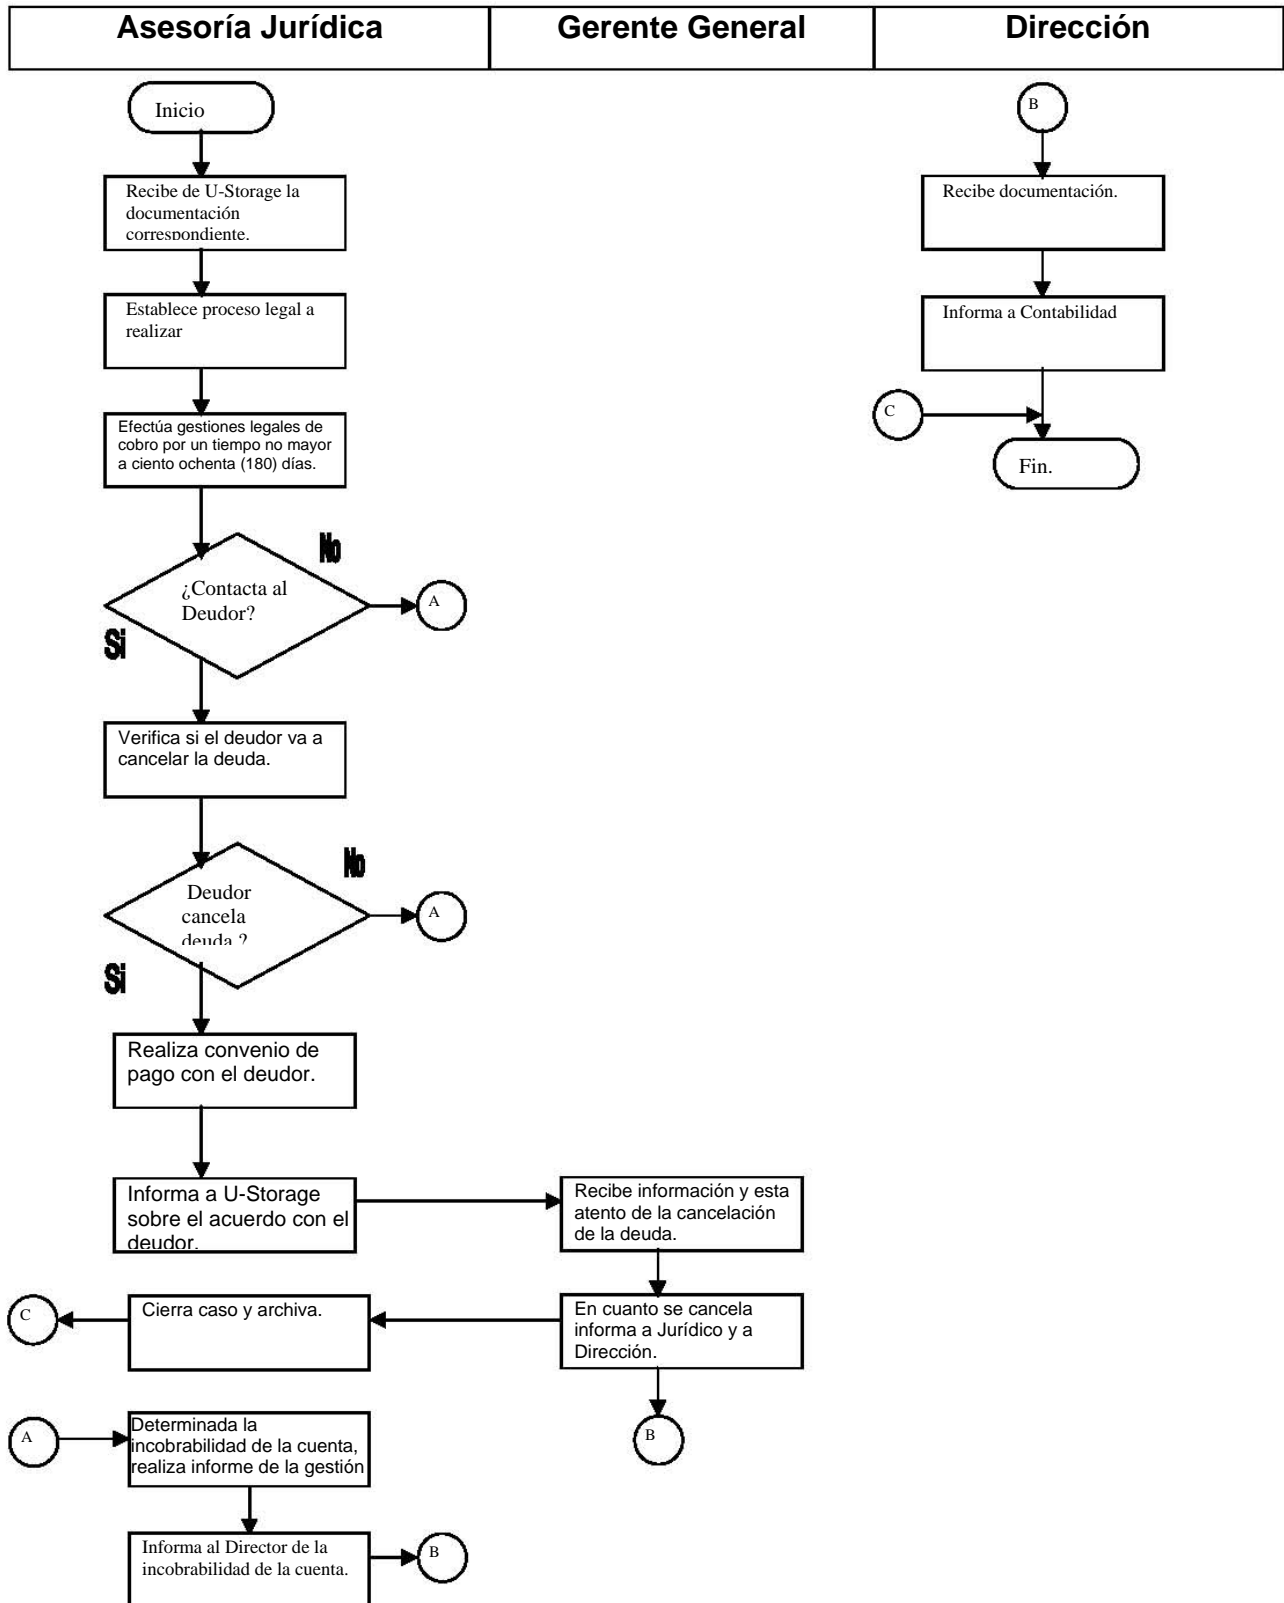 Asesoría Jurídica
Gerente General
Dirección
Inicio
Recibe de U-Storage la
documentación
correspondiente.
Establece proceso legal a
realizar
Efectúa gestiones legales de
cobro por un tiempo no mayor
a ciento ochenta (180) días.
No
¿Contacta al
Deudor?
A
Si
Verifica si el deudor va a
cancelar la deuda.
No
Deudor
cancela
deuda ?
A
Si
Realiza convenio de
pago con el deudor.
Informa a U-Storage
sobre el acuerdo con el
deudor.
Recibe información y esta
atento de la cancelación
de la deuda.
En cuanto se cancela
informa a Jurídico y a
Dirección.
Cierra caso y archiva.
C
B
A
Determinada la
incobrabilidad de la cuenta,
realiza informe de la gestión
Informa al Director de la
incobrabilidad de la cuenta.
B
B
Recibe documentación.
Informa a Contabilidad
C
Fin.